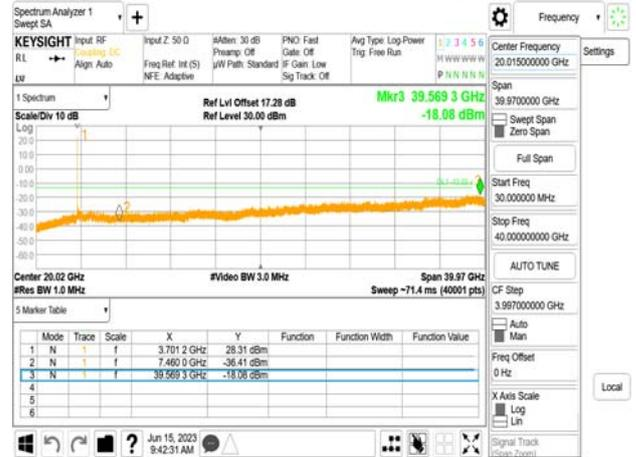 Spectrum Analyzer 1
Swept SA
Frequency
KEYSIGHT
Input: RF
Coupling: DC
Align: Auto
Input Z: 50 Ω
Freq Ref: Int (S)
NFE: Adaptive
#Atten: 30 dB
Preamp: Off
µW Path: Standard
PNO: Fast
Gate: Off
IF Gain: Low
Sig Track: Off
Avg Type: Log-Power
Trig: Free Run
1 2 3 4 5 6
M W W W W W
P N N N N N
RL
LV
1 Spectrum
Scale/Div 10 dB
Ref Lvl Offset 17.28 dB
Ref Level 30.00 dBm
Mkr3 39.569 3 GHz
-18.08 dBm
Log
20.0
10.0
0.00
-10.0
-20.0
-30.0
-40.0
-50.0
-60.0
1
2
Center 20.02 GHz
#Video BW 3.0 MHz
Span 39.97 GHz
#Res BW 1.0 MHz
Sweep ~71.4 ms (40001 pts)
5 Marker Table
Mode Trace Scale X Y Function Function Width Function Value
1 N 1 f 3.701 2 GHz 28.31 dBm
2 N 1 f 7.460 0 GHz -36.41 dBm
3 N 1 f 39.569 3 GHz -18.08 dBm
4
5
6
Jun 15, 2023
9:42:31 AM
Center Frequency
20.015000000 GHz
Settings
Span
39.9700000 GHz
Swept Span
Zero Span
Full Span
Start Freq
30.000000 MHz
Stop Freq
40.000000000 GHz
AUTO TUNE
CF Step
3.997000000 GHz
Auto
Man
Freq Offset
0 Hz
X Axis Scale
Log
Lin
Signal Track
(Span Zoom)
Local